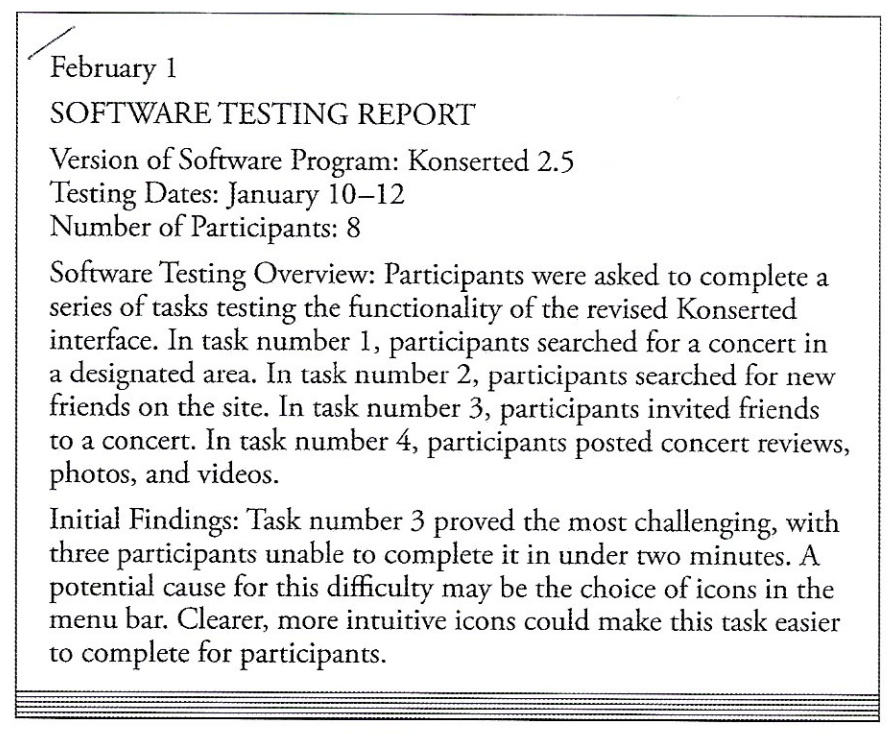 February 1
SOFTWARE TESTING REPORT
Version of Software Program: Konserted 2.5
Testing Dates: January 10–12
Number of Participants: 8
Software Testing Overview: Participants were asked to complete a
series of tasks testing the functionality of the revised Konserted
interface. In task number 1, participants searched for a concert in
a designated area. In task number 2, participants searched for new
friends on the site. In task number 3, participants invited friends
to a concert. In task number 4, participants posted concert reviews,
photos, and videos.
Initial Findings: Task number 3 proved the most challenging, with
three participants unable to complete it in under two minutes. A
potential cause for this difficulty may be the choice of icons in the
menu bar. Clearer, more intuitive icons could make this task easier
to complete for participants.